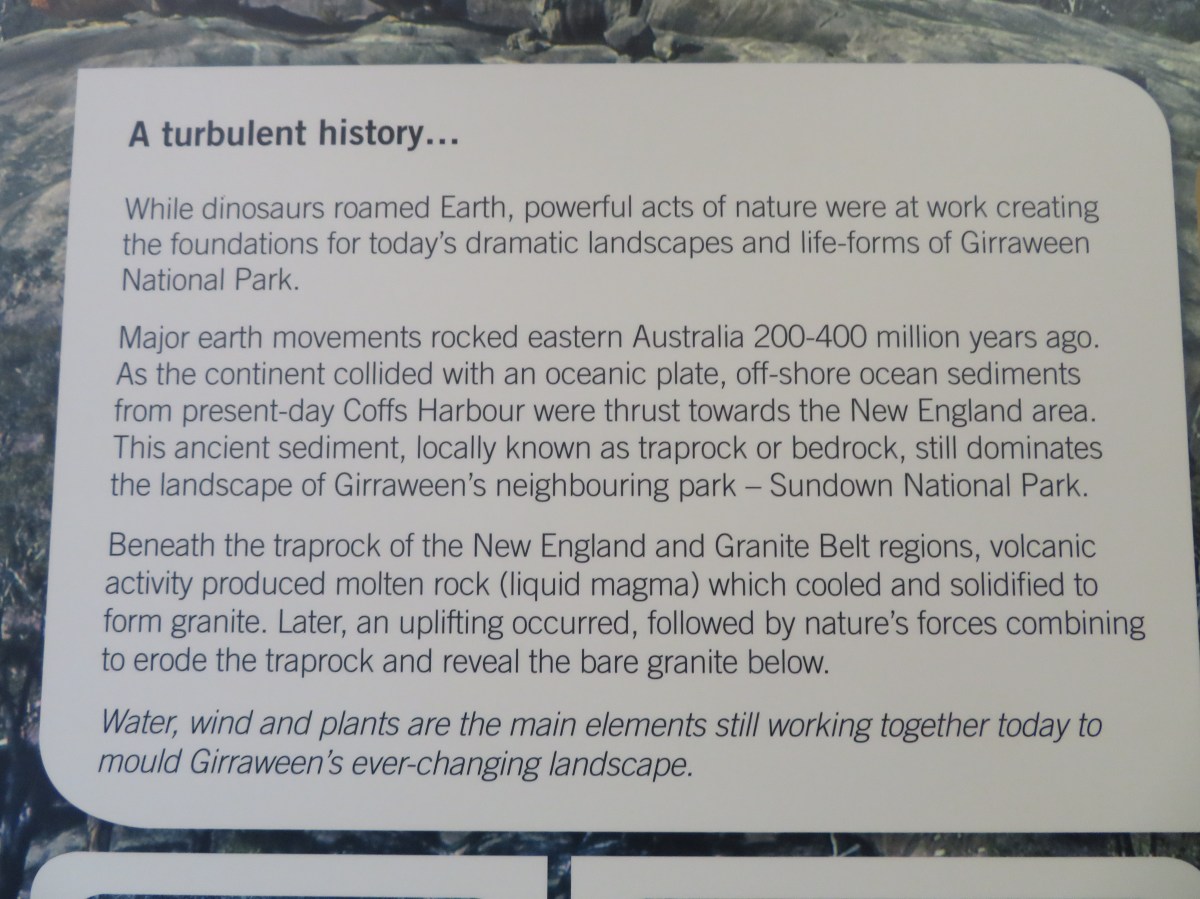 A turbulent history...
While dinosaurs roamed Earth, powerful acts of nature were at work creating
the foundations for today's dramatic landscapes and life-forms of Girraween
National Park.
Major earth movements rocked eastern Australia 200-400 million years ago.
As the continent collided with an oceanic plate, off-shore ocean sediments
from present-day Coffs Harbour were thrust towards the New England area.
This ancient sediment, locally known as traprock or bedrock, still dominates
the landscape of Girraween's neighbouring park – Sundown National Park.
Beneath the traprock of the New England and Granite Belt regions, volcanic
activity produced molten rock (liquid magma) which cooled and solidified to
form granite. Later, an uplifting occurred, followed by nature's forces combining
to erode the traprock and reveal the bare granite below.
Water, wind and plants are the main elements still working together today to
mould Girraween's ever-changing landscape.